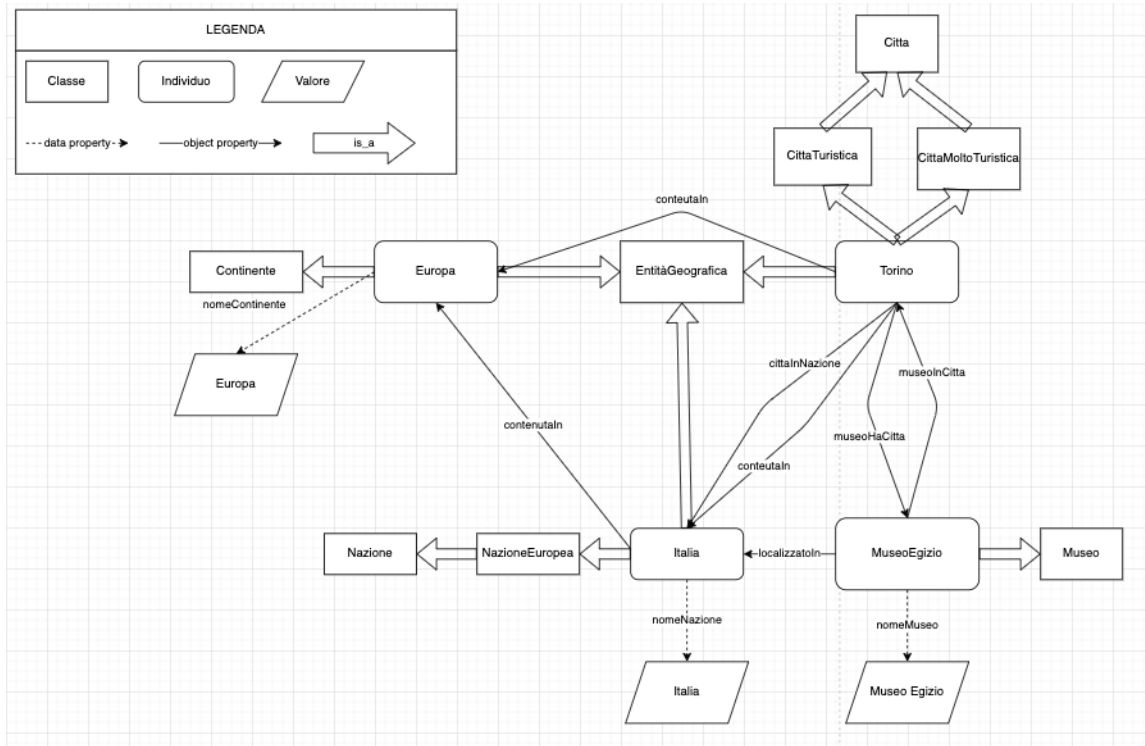 LEGENDA
Classe
Individuo
Valore
data property
object property
is_a
Citta
CittaTuristica
CittaMoltoTuristica
conteutaIn
Continente
Europa
EntitàGeografica
Torino
nomeContinente
Europa
cittaInNazione
museoInCitta
contenutaIn
museoHaCitta
conteutaIn
Nazione
NazioneEuropea
Italia
localizzatoIn
MuseoEgizio
Museo
nomeNazione
nomeMuseo
Italia
Museo Egizio